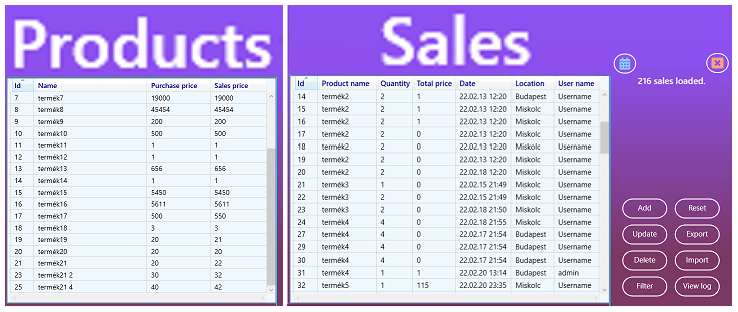 Products
Id Name Purchase price Sales price
7 termék7 19000 19000
8 termék8 45454 45454
9 termék9 200 200
10 termék10 500 500
11 termék11 1 1
12 termék12 1 1
13 termék13 656 656
14 termék14 1 1
15 termék15 5450 5450
16 termék16 5611 5611
17 termék17 500 550
18 termék18 3 3
19 termék19 20 21
20 termék20 20 20
21 termék21 20 22
23 termék21 2 30 32
25 termék21 4 40 42
Sales
Id Product name Quantity Total price Date Location User name
14 termék2 2 1 22.02.13 12:20 Budapest Username
15 termék2 2 1 22.02.13 12:20 Miskolc Username
16 termék2 2 1 22.02.13 12:20 Miskolc Username
17 termék2 2 0 22.02.13 12:20 Miskolc Username
18 termék2 2 0 22.02.13 12:20 Miskolc Username
19 termék2 2 0 22.02.13 12:20 Miskolc Username
20 termék2 2 0 22.02.18 12:20 Miskolc Username
21 termék3 1 0 22.02.15 21:49 Miskolc Username
22 termék3 2 0 22.02.15 21:49 Miskolc Username
23 termék3 2 0 22.02.18 21:50 Miskolc Username
24 termék4 4 0 22.02.18 21:55 Miskolc Username
27 termék4 4 0 22.02.17 21:54 Budapest Username
29 termék4 4 0 22.02.17 21:54 Budapest Username
30 termék4 4 0 22.02.17 21:54 Budapest Username
31 termék4 1 1 22.02.20 13:14 Budapest admin
32 termék5 1 115 22.02.20 23:35 Miskolc Username
216 sales loaded.
Add Reset
Update Export
Delete Import
Filter View log